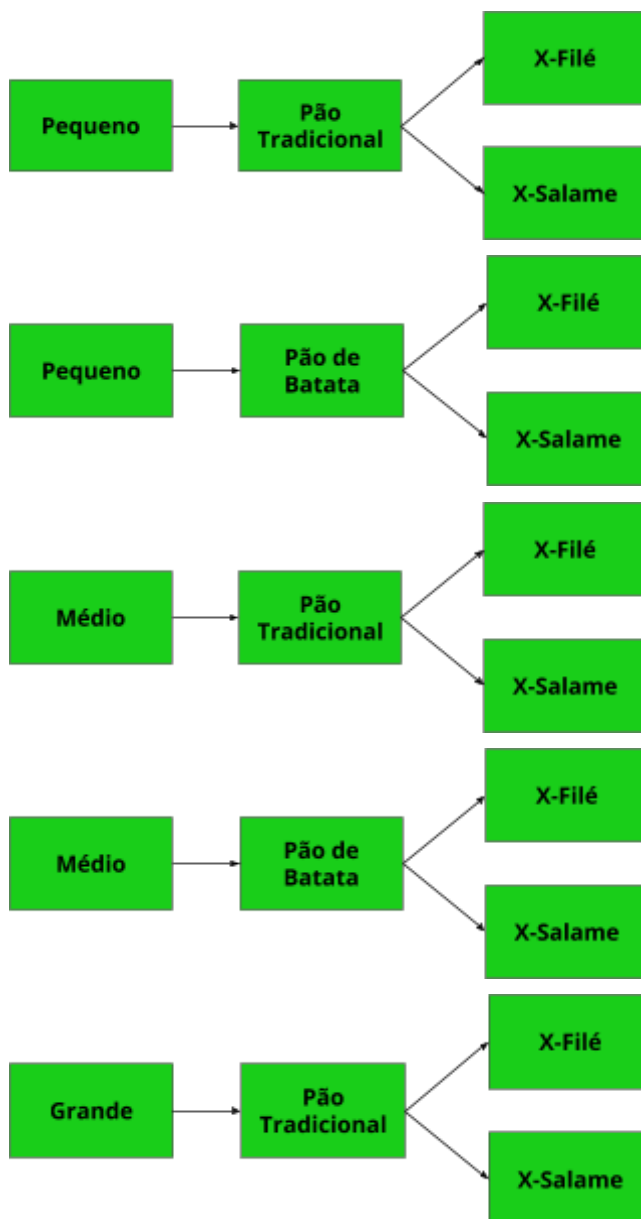 Pequeno
Pão
Tradicional
X-Filé
X-Salame
Pequeno
Pão de
Batata
X-Filé
X-Salame
Médio
Pão
Tradicional
X-Filé
X-Salame
Médio
Pão de
Batata
X-Filé
X-Salame
Grande
Pão
Tradicional
X-Filé
X-Salame